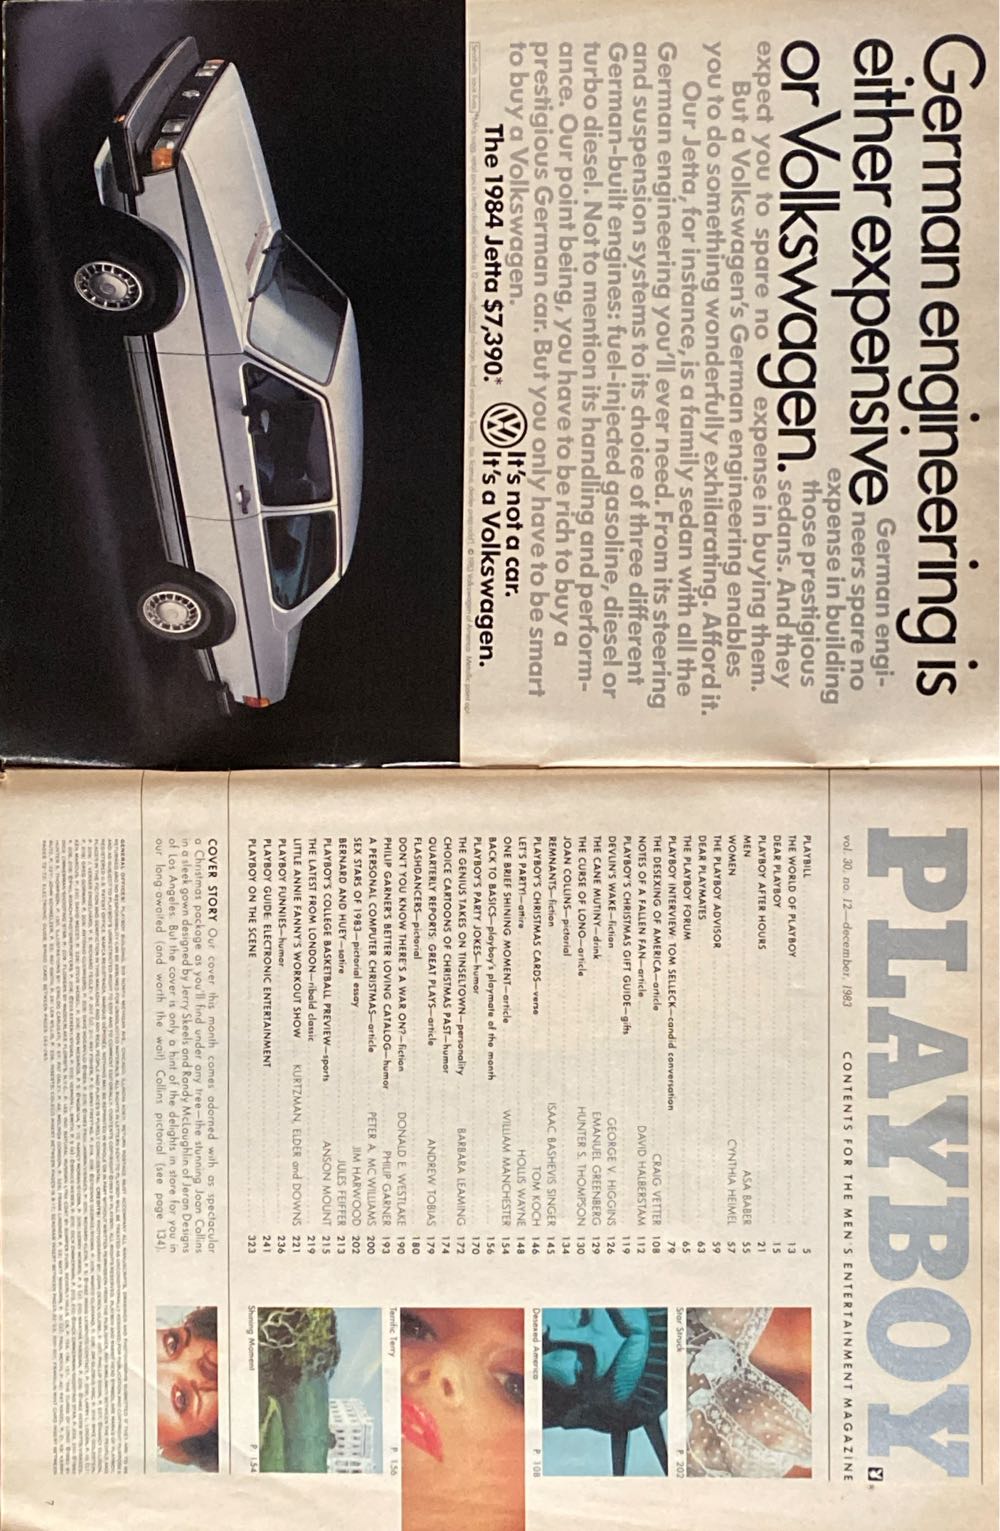 German engineering is
either expensive
or Volkswagen.
German engi-
neers spare no
expense in building
those prestigious
sedans. And they
expect you to spare no expense in buying them.
But a Volkswagen's German engineering enables
you to do something wonderfully exhilarating. Afford it.
Our Jetta, for instance, is a family sedan with all the
German engineering you'll ever need. From its steering
and suspension systems to its choice of three different
German-built engines: fuel-injected gasoline, diesel or
turbo diesel. Not to mention its handling and perform-
ance. Our point being, you have to be rich to buy a
prestigious German car. But you only have to be smart
to buy a Volkswagen.
The 1984 Jetta $7,390.*
It's not a car.
It's a Volkswagen.
PLAYBOY
vol. 30, no. 12—december, 1983
CONTENTS FOR THE MEN'S ENTERTAINMENT MAGAZINE
PLAYBILL 5
THE WORLD OF PLAYBOY 13
DEAR PLAYBOY 15
PLAYBOY AFTER HOURS 21
MEN ASA BABER 55
WOMEN CYNTHIA HEIMEL 57
THE PLAYBOY ADVISOR 59
DEAR PLAYMATES 63
THE PLAYBOY FORUM 65
PLAYBOY INTERVIEW: TOM SELLECK—candid conversation 79
THE DESEXING OF AMERICA—article CRAIG VETTER 108
NOTES OF A FALLEN FAN—article DAVID HALBERSTAM 112
PLAYBOY'S CHRISTMAS GIFT GUIDE—gifts 119
DEVLIN'S WAKE—fiction GEORGE V. HIGGINS 126
THE CANE MUTINY—drink EMANUEL GREENBERG 129
THE CURSE OF LONO—article HUNTER S. THOMPSON 130
JOAN COLLINS—pictorial 134
REMNANTS—fiction ISAAC BASHEVIS SINGER 145
PLAYBOY'S CHRISTMAS CARDS—verse TOM KOCH 146
LET'S PARTY!—attire HOLLIS WAYNE 148
ONE BRIEF SHINING MOMENT—article WILLIAM MANCHESTER 154
BACK TO BASICS—playboy's playmate of the month 156
PLAYBOY'S PARTY JOKES—humor 170
THE GENIUS TAKES ON TINSELTOWN—personality BARBARA LEAMING 172
CHOICE CARTOONS OF CHRISTMAS PAST—humor 174
QUARTERLY REPORTS: GREAT PLAYS—article ANDREW TOBIAS 179
FLASHDANCERS—pictorial 180
DON'T YOU KNOW THERE'S A WAR ON?—fiction DONALD E. WESTLAKE 190
PHILIP GARNER'S BETTER LOVING CATALOG—humor PHILIP GARNER 193
A PERSONAL COMPUTER CHRISTMAS—article PETER A. McWILLIAMS 200
SEX STARS OF 1983—pictorial essay JIM HARWOOD 202
BERNARD AND HUEY—satire JULES FEIFFER 213
PLAYBOY'S COLLEGE BASKETBALL PREVIEW—sports ANSON MOUNT 215
THE LATEST FROM LONDON—ribald classic 219
LITTLE ANNIE FANNY'S WORKOUT SHOW KURTZMAN, ELDER and DOWNS 221
PLAYBOY FUNNIES—humor 236
PLAYBOY GUIDE: ELECTRONIC ENTERTAINMENT 241
PLAYBOY ON THE SCENE 323
Star Struck P. 202
Desexed America P. 108
Terrific Terry P. 156
Shining Moment P. 154
COVER STORY Our cover this month comes adorned with as spectacular
a Christmas package as you'll find under any tree—the stunning Joan Collins
in a sleek gown designed by Jerry Skeels and Randy McLaughlin of Jeran Designs
of Los Angeles. But the cover is only a hint of the delights in store for you in
our long-awaited (and worth the wait) Collins pictorial (see page 134).
7